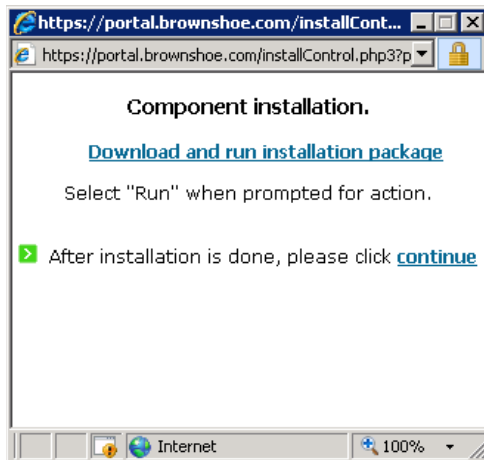 https://portal.brownshoe.com/installCont...
https://portal.brownshoe.com/installControl.php3?p
Component installation.
Download and run installation package
Select "Run" when prompted for action.
After installation is done, please click continue
Internet
100%